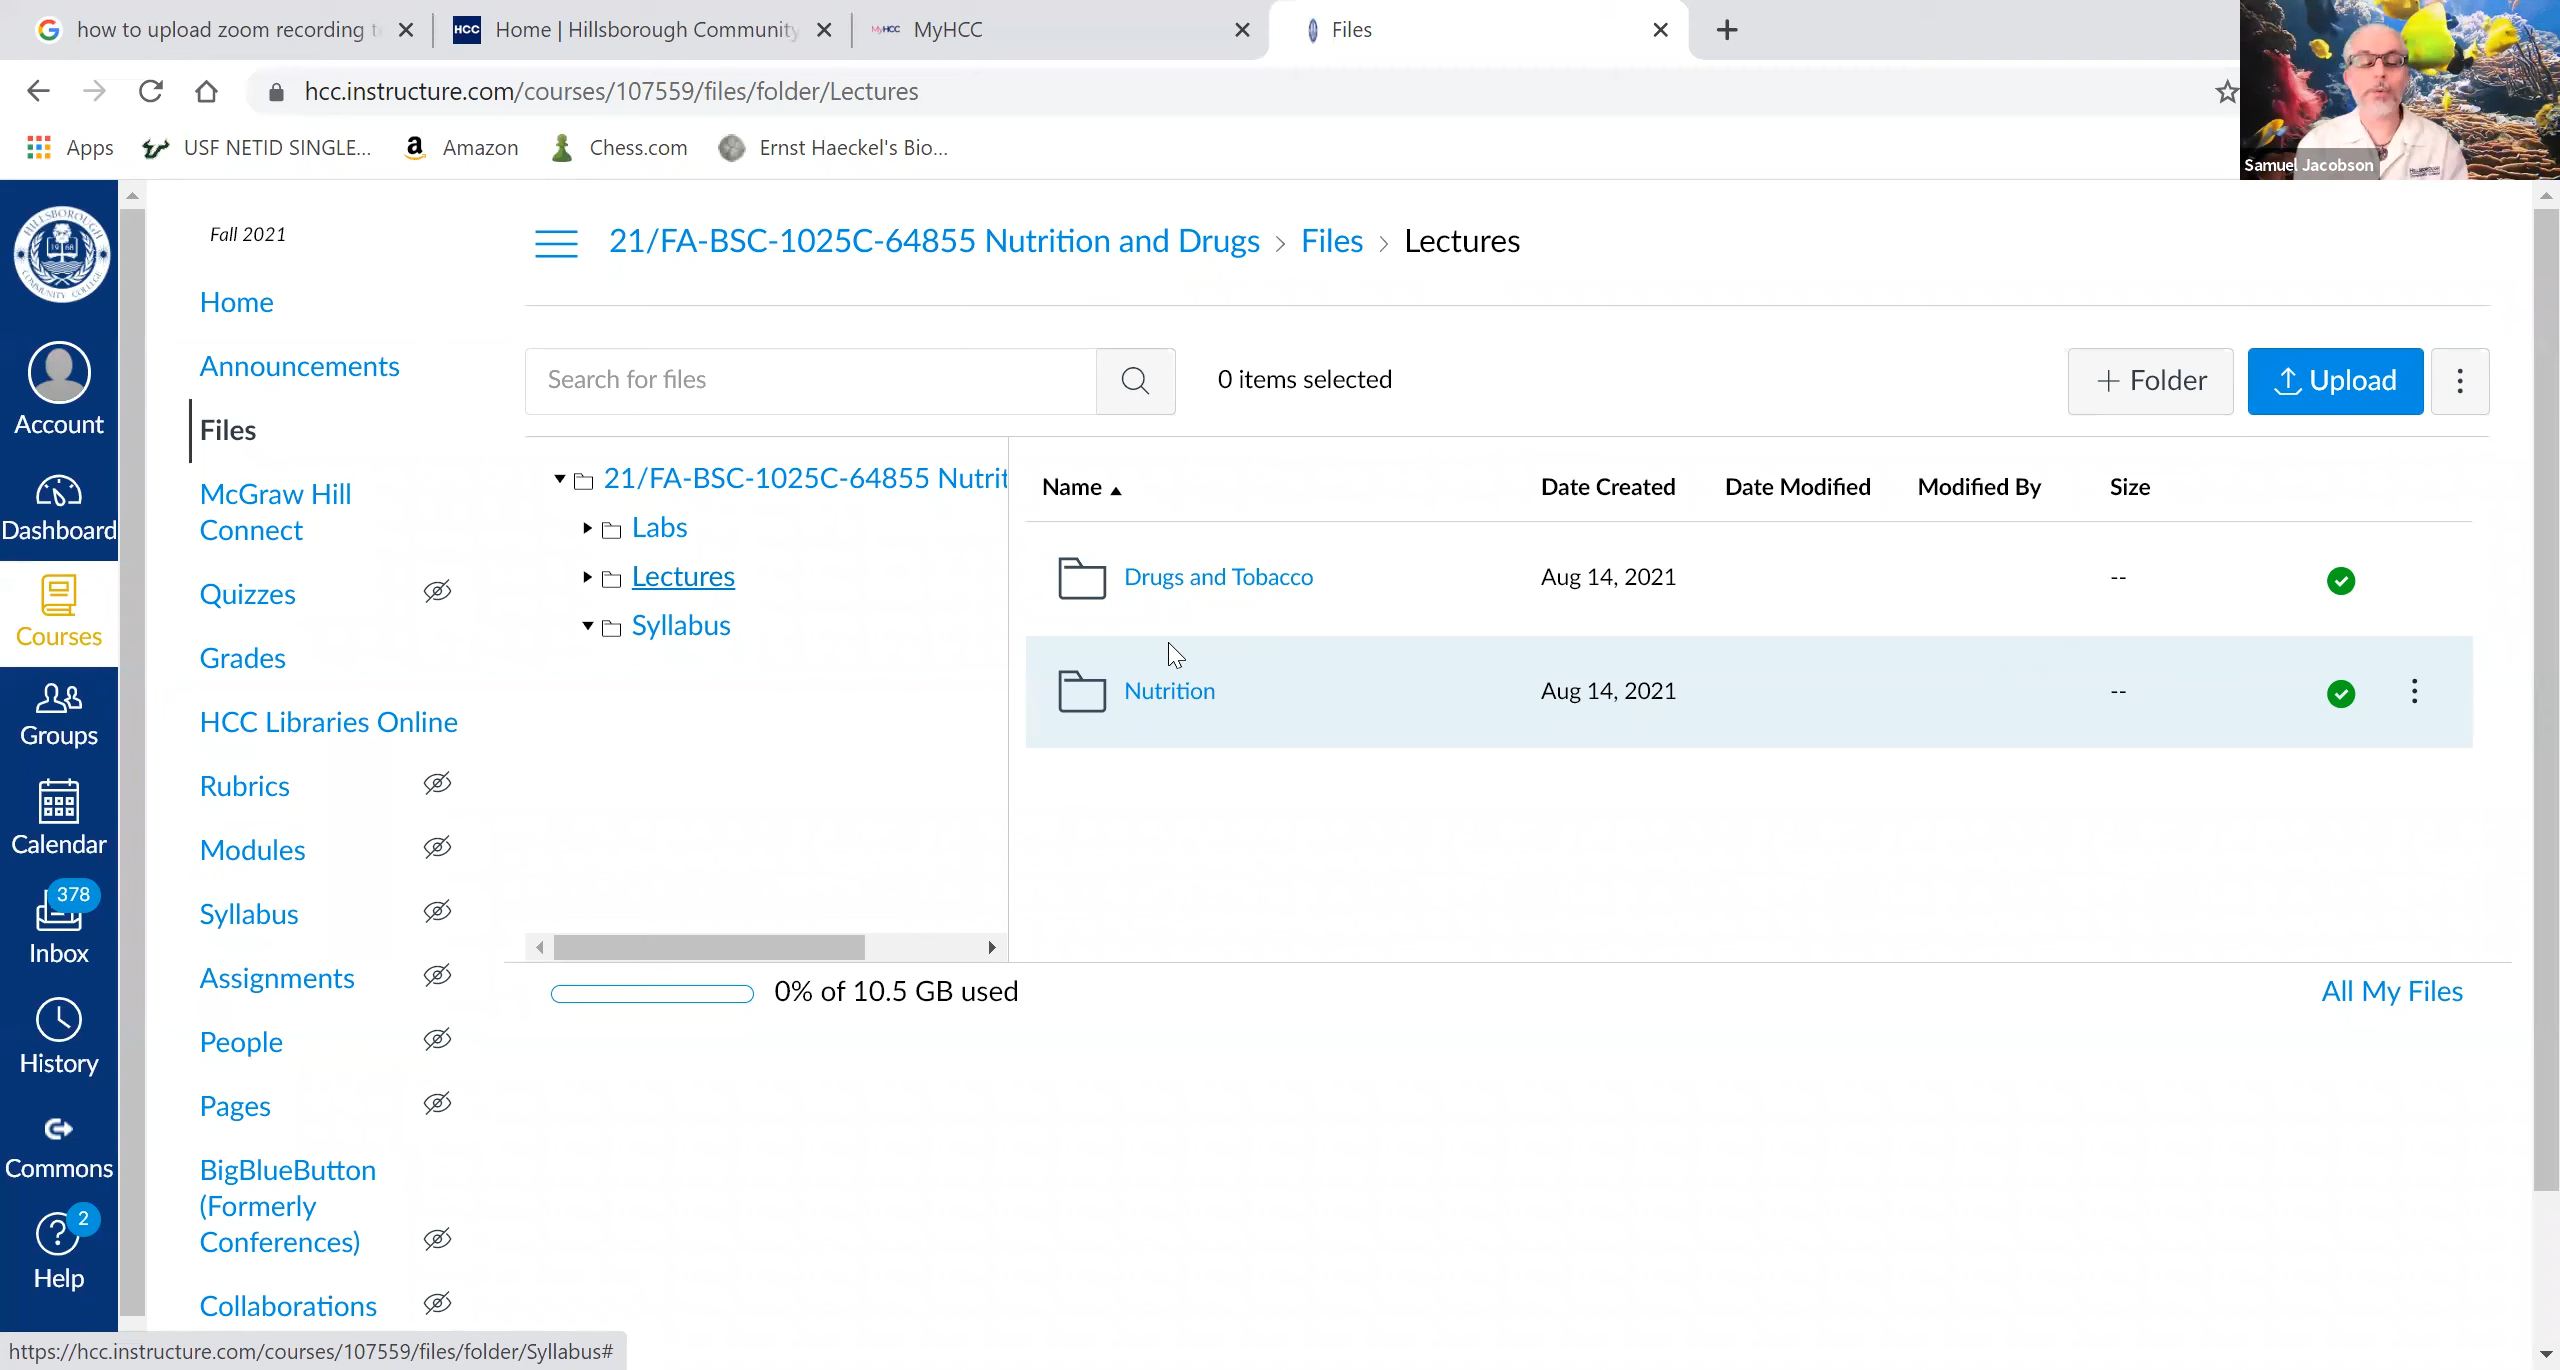 how to upload zoom recording t
HCC Home | Hillsborough Community
MyHCC MyHCC
Files
hcc.instructure.com/courses/107559/files/folder/Lectures
Apps
USF NETID SINGLE...
Amazon
Chess.com
Ernst Haeckel's Bio...
Samuel Jacobson
Account
Dashboard
Courses
Groups
Calendar
378
Inbox
History
Commons
2
Help
Fall 2021
Home
Announcements
Files
McGraw Hill
Connect
Quizzes
Grades
HCC Libraries Online
Rubrics
Modules
Syllabus
Assignments
People
Pages
BigBlueButton
(Formerly
Conferences)
Collaborations
21/FA-BSC-1025C-64855 Nutrition and Drugs > Files > Lectures
Search for files
0 items selected
+ Folder
Upload
21/FA-BSC-1025C-64855 Nutrit
Labs
Lectures
Syllabus
Name Date Created Date Modified Modified By Size
Drugs and Tobacco Aug 14, 2021 --
Nutrition Aug 14, 2021 --
0% of 10.5 GB used
All My Files
https://hcc.instructure.com/courses/107559/files/folder/Syllabus#